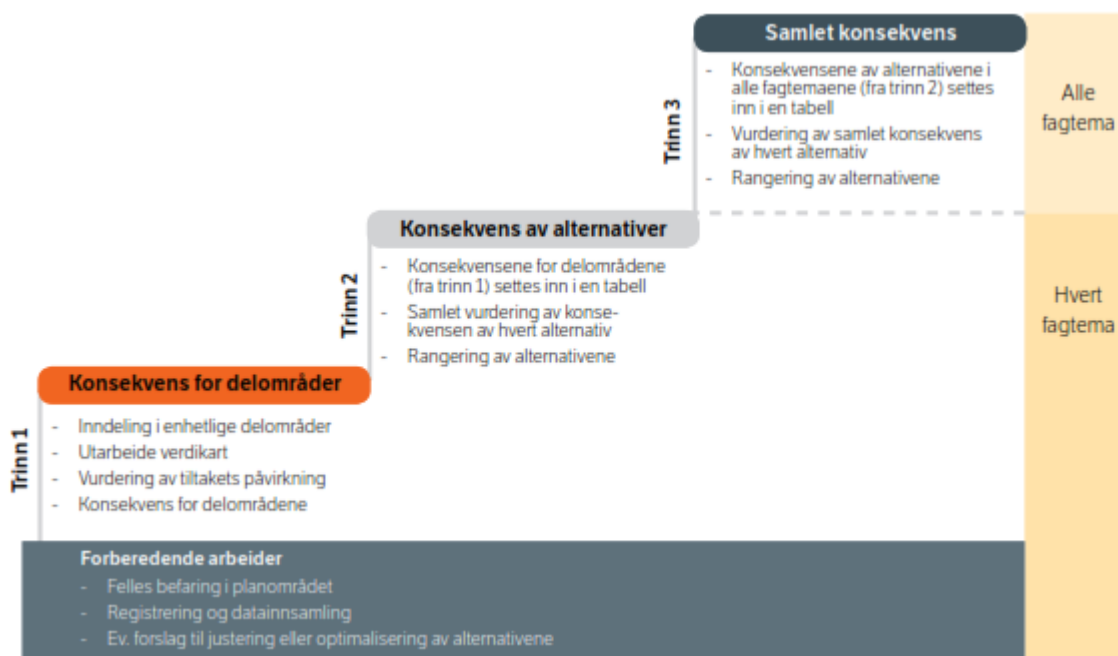 Samlet konsekvens
- Konsekvensene av alternativene i
alle fagtemaene (fra trinn 2) settes
inn i en tabell
- Vurdering av samlet konsekvens
av hvert alternativ
- Rangering av alternativene
Trinn 3
Alle
fagtema
Konsekvens av alternativer
- Konsekvensene for delområdene
(fra trinn 1) settes inn i en tabell
- Samlet vurdering av konse-
kvensen av hvert alternativ
- Rangering av alternativene
Trinn 2
Hvert
fagtema
Konsekvens for delområder
- Inndeling i enhetlige delområder
- Utarbeide verdikart
- Vurdering av tiltakets påvirkning
- Konsekvens for delområdene
Trinn 1
Forberedende arbeider
- Felles befaring i planområdet
- Registrering og datainnsamling
- Ev. forslag til justering eller optimalisering av alternativene